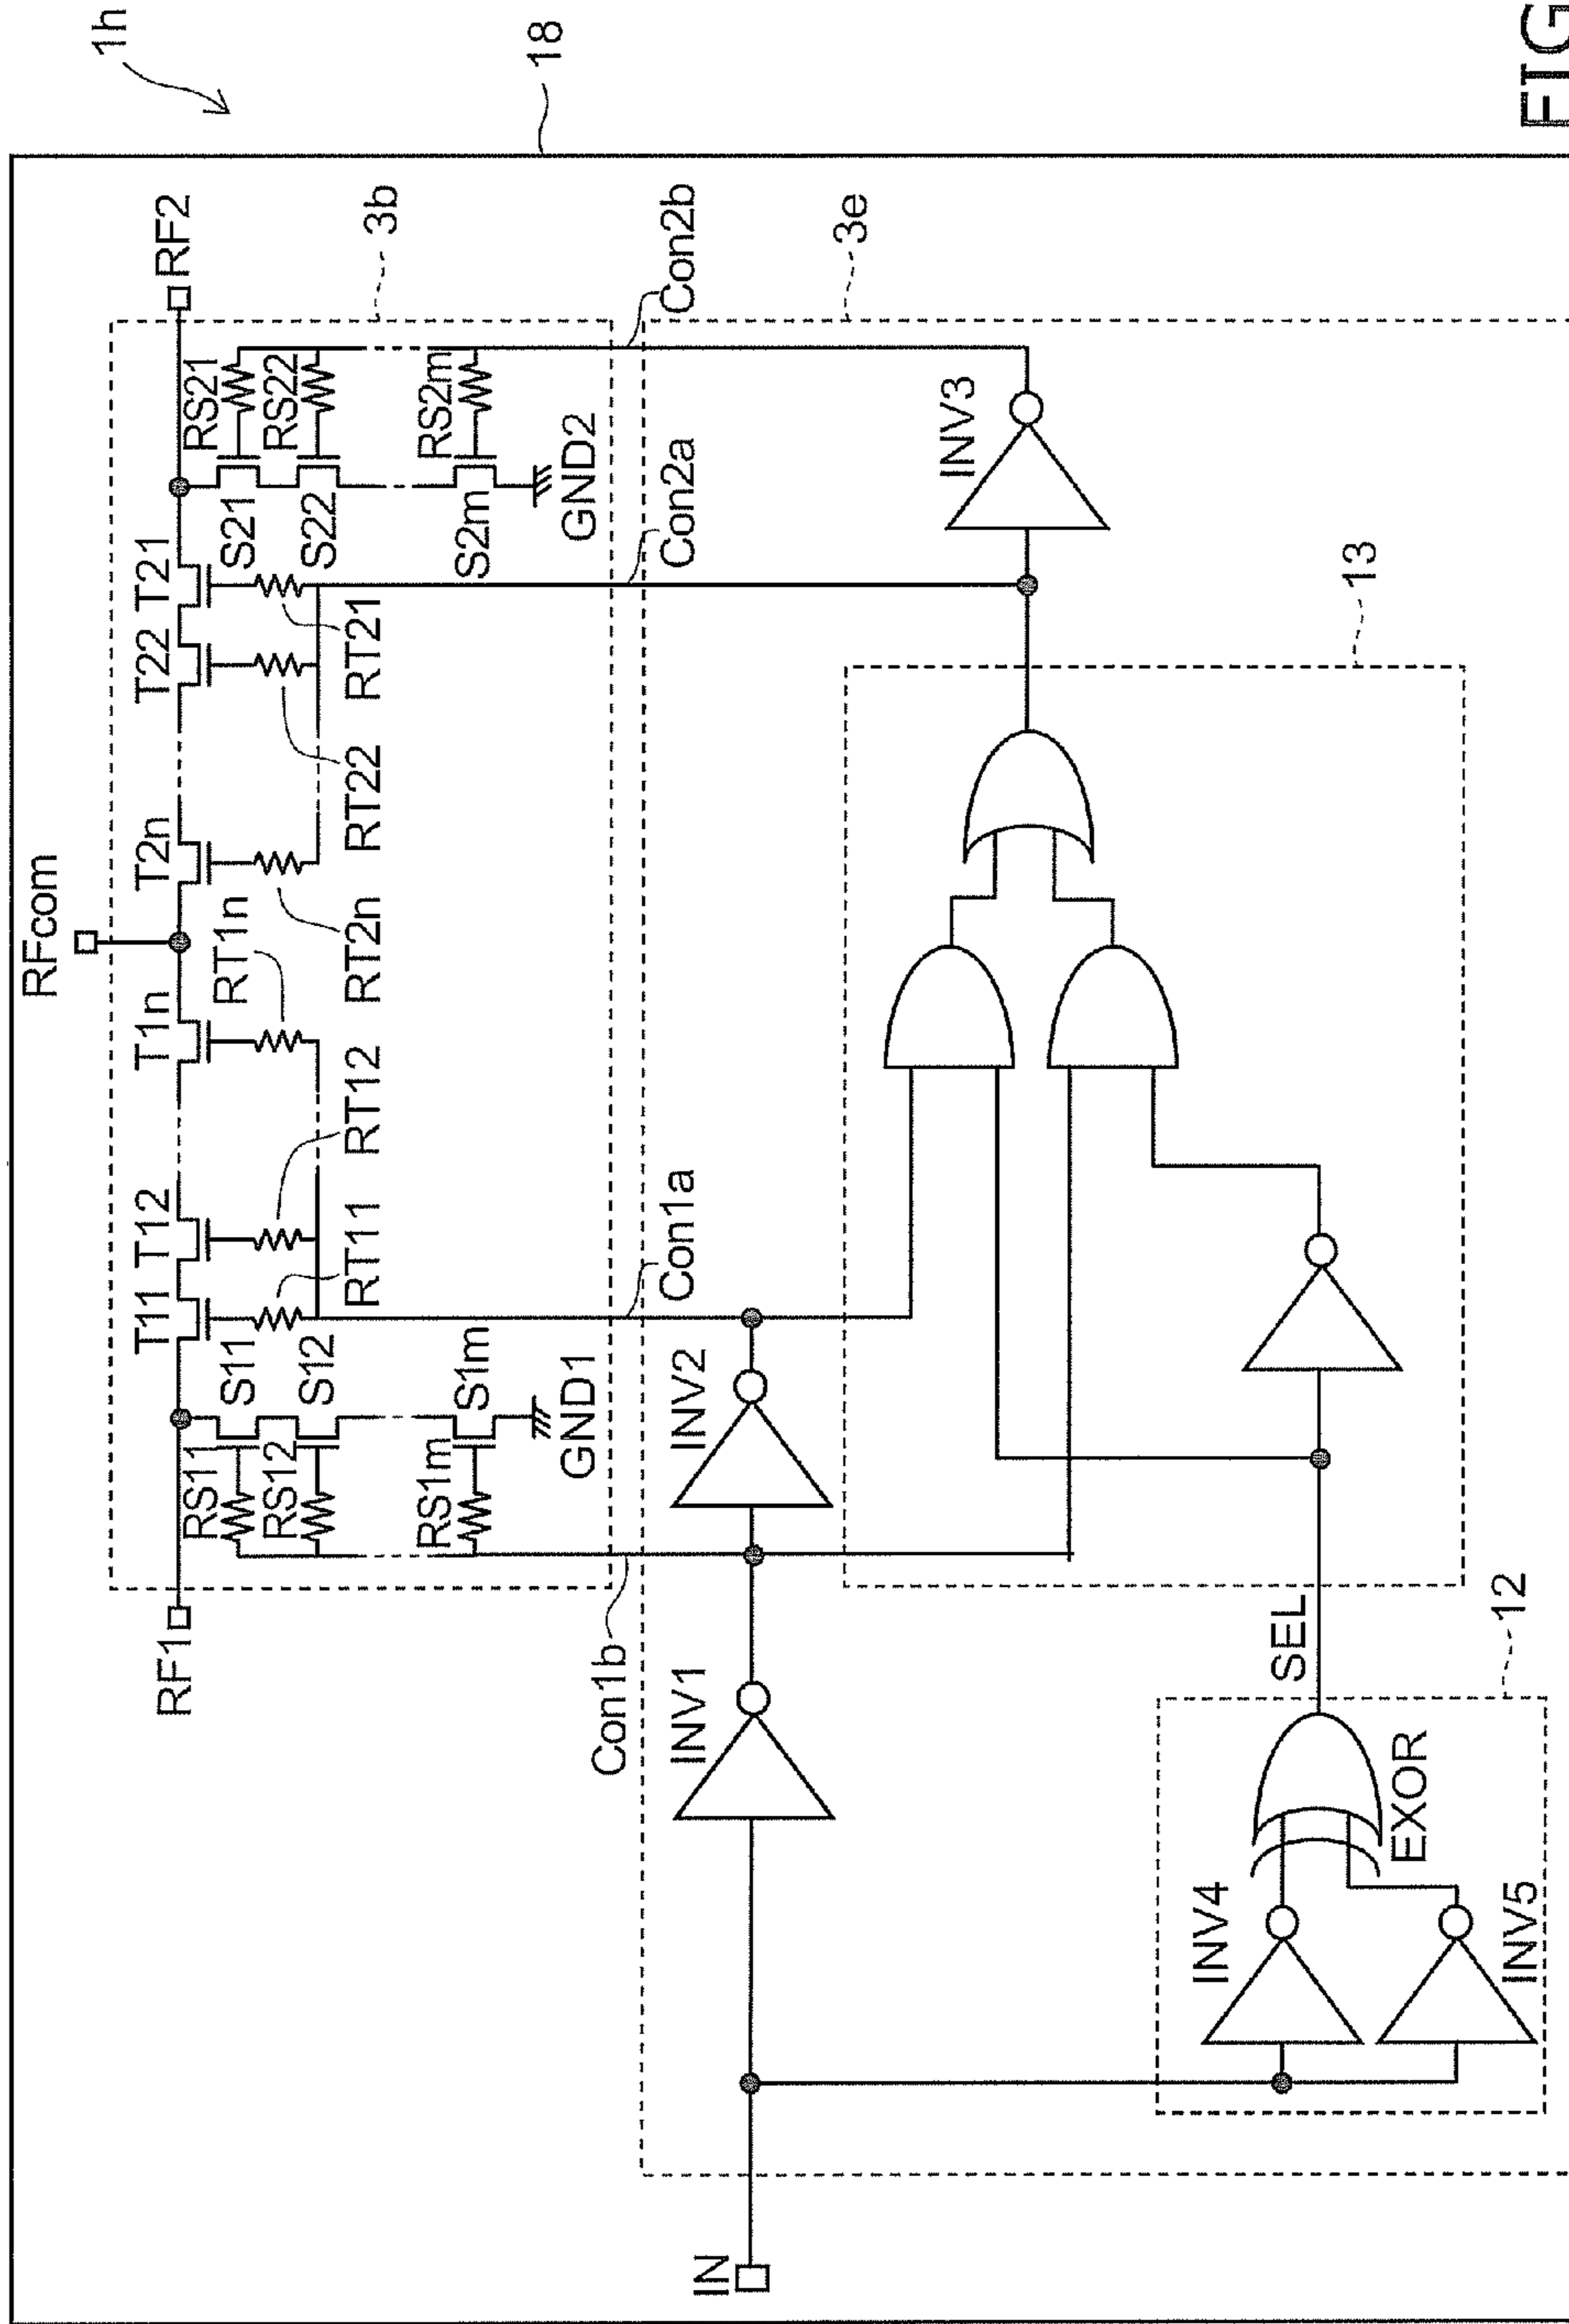 1h
18
RFcom
3b
RF1
RF2
T11
T12
T1n
T2n
T22
T21
RS11
S11
RS12
S12
RS1m
S1m
GND1
RT11
RT12
RT1n
RT2n
RT22
RT21
RS21
S21
RS22
S22
RS2m
S2m
GND2
Con1b
Con1a
Con2a
Con2b
3e
IN
INV1
INV2
INV3
13
SEL
12
INV4
INV5
EXOR
FIG